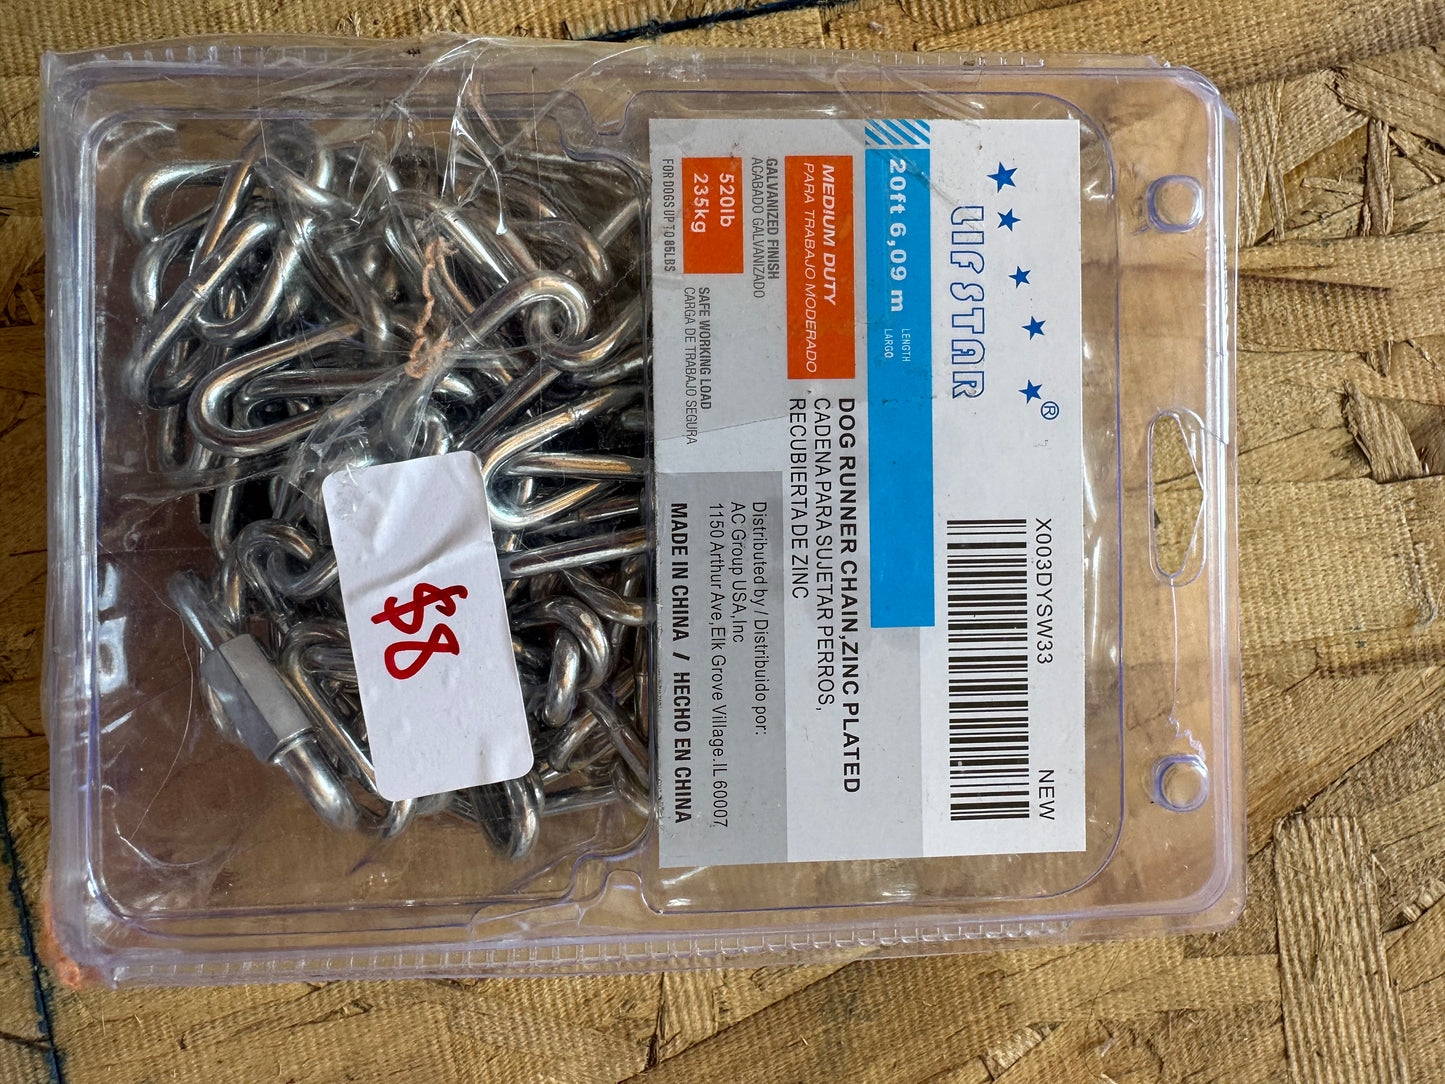 LIFSTAR®
X003DYSW33
NEW
20ft 6,09 m
LENGTH
LARGO
MEDIUM DUTY
PARA TRABAJO MODERADO
DOG RUNNER CHAIN,ZINC PLATED
CADENA PARA SUJETAR PERROS,
RECUBIERTA DE ZINC
GALVANIZED FINISH
ACABADO GALVANIZADO
520lb
235kg
FOR DOGS UP TO 85LBS
SAFE WORKING LOAD
CARGA DE TRABAJO SEGURA
Distributed by / Distribuido por:
AC Group USA,Inc
1150 Arthur Ave,Elk Grove Village.IL 60007
MADE IN CHINA / HECHO EN CHINA
$8